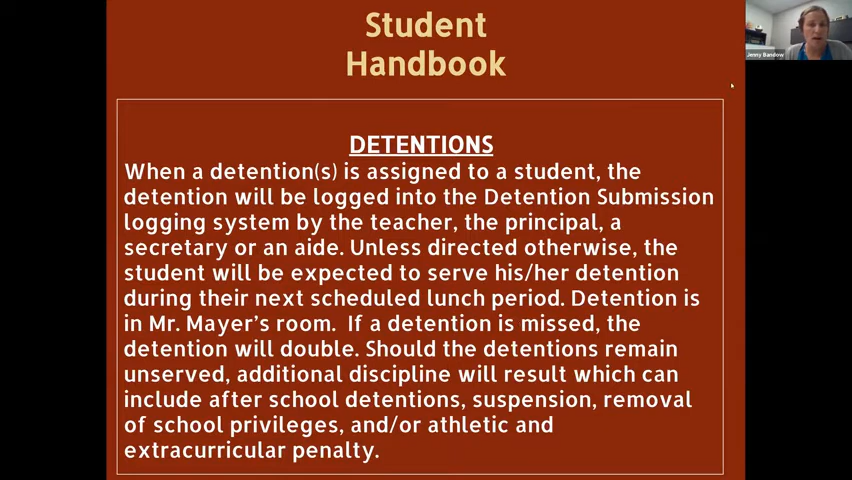 Student
Handbook
Jenny Bandow
DETENTIONS
When a detention(s) is assigned to a student, the
detention will be logged into the Detention Submission
logging system by the teacher, the principal, a
secretary or an aide. Unless directed otherwise, the
student will be expected to serve his/her detention
during their next scheduled lunch period. Detention is
in Mr. Mayer's room.  If a detention is missed, the
detention will double. Should the detentions remain
unserved, additional discipline will result which can
include after school detentions, suspension, removal
of school privileges, and/or athletic and
extracurricular penalty.